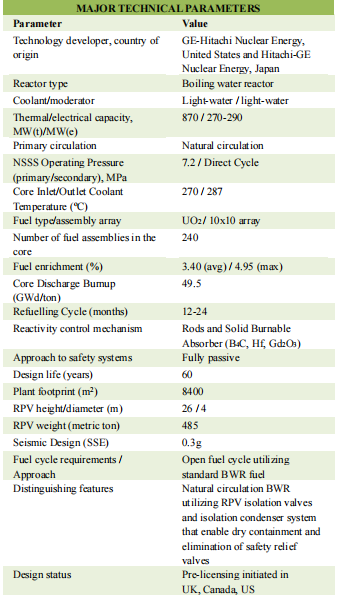 MAJOR TECHNICAL PARAMETERS
Parameter Value
Technology developer, country of GE-Hitachi Nuclear Energy,
origin United States and Hitachi-GE
Nuclear Energy, Japan
Reactor type Boiling water reactor
Coolant/moderator Light-water / light-water
Thermal/electrical capacity, 870 / 270-290
MW(t)/MW(e)
Primary circulation Natural circulation
NSSS Operating Pressure 7.2 / Direct Cycle
(primary/secondary), MPa
Core Inlet/Outlet Coolant 270 / 287
Temperature (ºC)
Fuel type/assembly array UO2 / 10x10 array
Number of fuel assemblies in the 240
core
Fuel enrichment (%) 3.40 (avg) / 4.95 (max)
Core Discharge Burnup 49.5
(GWd/ton)
Refuelling Cycle (months) 12-24
Reactivity control mechanism Rods and Solid Burnable
Absorber (B4C, Hf, Gd2O3)
Approach to safety systems Fully passive
Design life (years) 60
Plant footprint (m²) 8400
RPV height/diameter (m) 26 / 4
RPV weight (metric ton) 485
Seismic Design (SSE) 0.3g
Fuel cycle requirements / Open fuel cycle utilizing
Approach standard BWR fuel
Distinguishing features Natural circulation BWR
utilizing RPV isolation valves
and isolation condenser system
that enable dry containment and
elimination of safety relief
valves
Design status Pre-licensing initiated in
UK, Canada, US